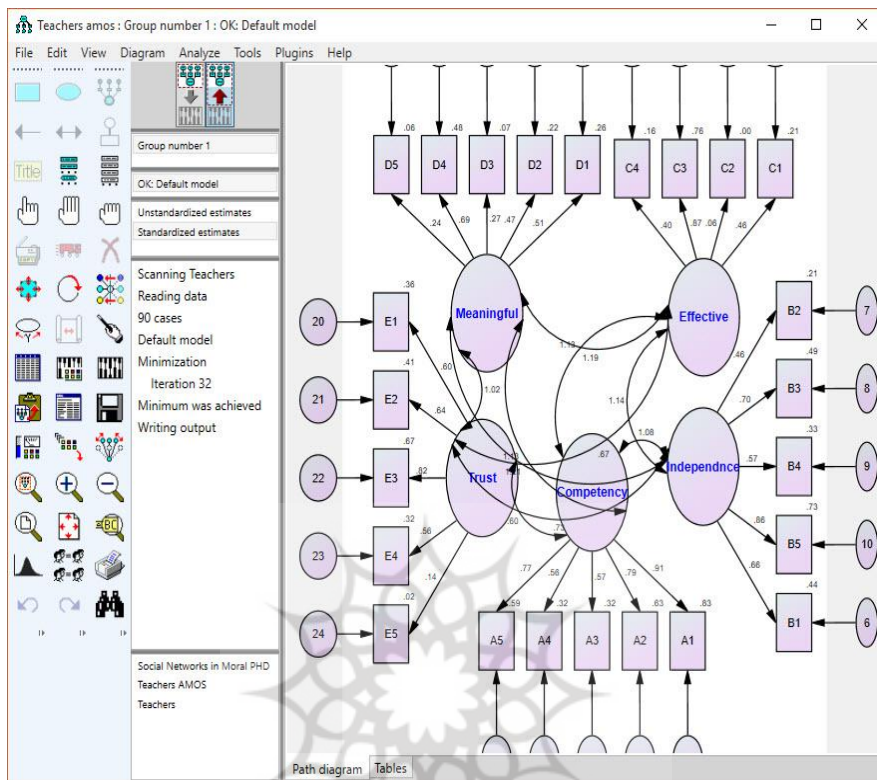 Teachers amos : Group number 1 : OK: Default model
File Edit View Diagram Analyze Tools Plugins Help
Title
Group number 1
OK: Default model
Unstandardized estimates
Standardized estimates
Scanning Teachers
Reading data
90 cases
Default model
Minimization
Iteration 32
Minimum was achieved
Writing output
Social Networks in Moral PHD
Teachers AMOS
Teachers
.06 .48 .07 .22 .26 .16 .76 .00 .21
D5 D4 D3 D2 D1 C4 C3 C2 C1
.24 .69 .27 .47 .51 .40 .87 .06 .46
Meaningful Effective
.21
B2 7
.36
20 E1
1.19
.60 .46
.49
1.02 B3 8
.41
21 E2
1.14 .70
.64
1.08 .33
.67 .57 B4 9
.67
22 E3 .82 Trust Competency Independnce
.60 .73 .73
.86 B5 10
.32 .56
23 E4
.77 .56 .57 .79 .91 .66
.14 .44
.02 .59 .32 .32 .63 .83 B1 6
24 E5 A5 A4 A3 A2 A1
Path diagram Tables